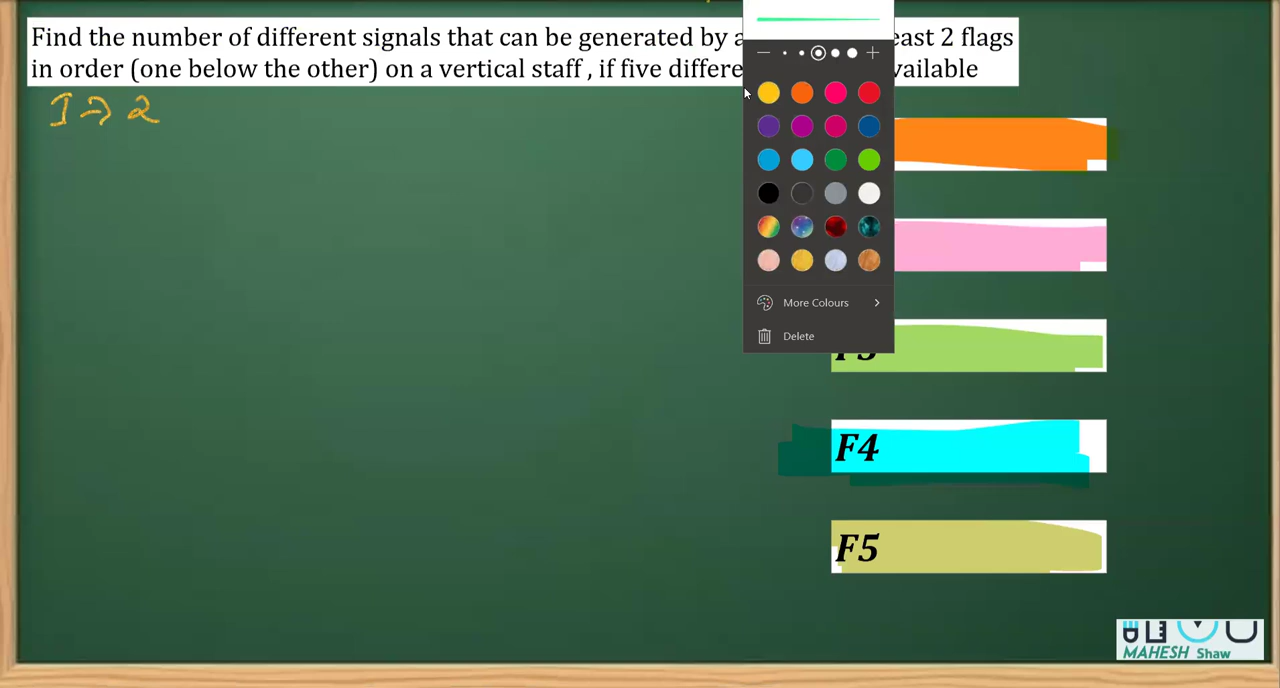 Find the number of different signals that can be generated by a east 2 flags
in order (one below the other) on a vertical staff , if five differe vailable
I ⇒ 2
More Colours
Delete
F4
F5
MAHESH Shaw